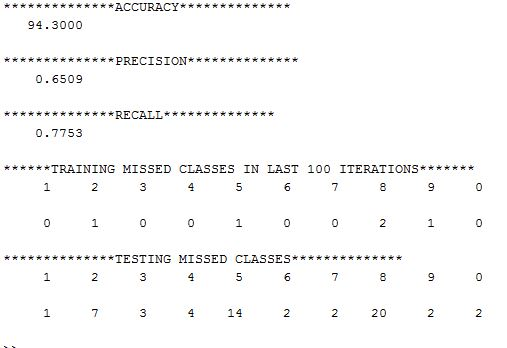 **************ACCURACY**************
94.3000
**************PRECISION**************
0.6509
**************RECALL**************
0.7753
******TRAINING MISSED CLASSES IN LAST 100 ITERATIONS*******
1 2 3 4 5 6 7 8 9 0
0 1 0 0 1 0 0 2 1 0
**************TESTING MISSED CLASSES**************
1 2 3 4 5 6 7 8 9 0
1 7 3 4 14 2 2 20 2 2
>>